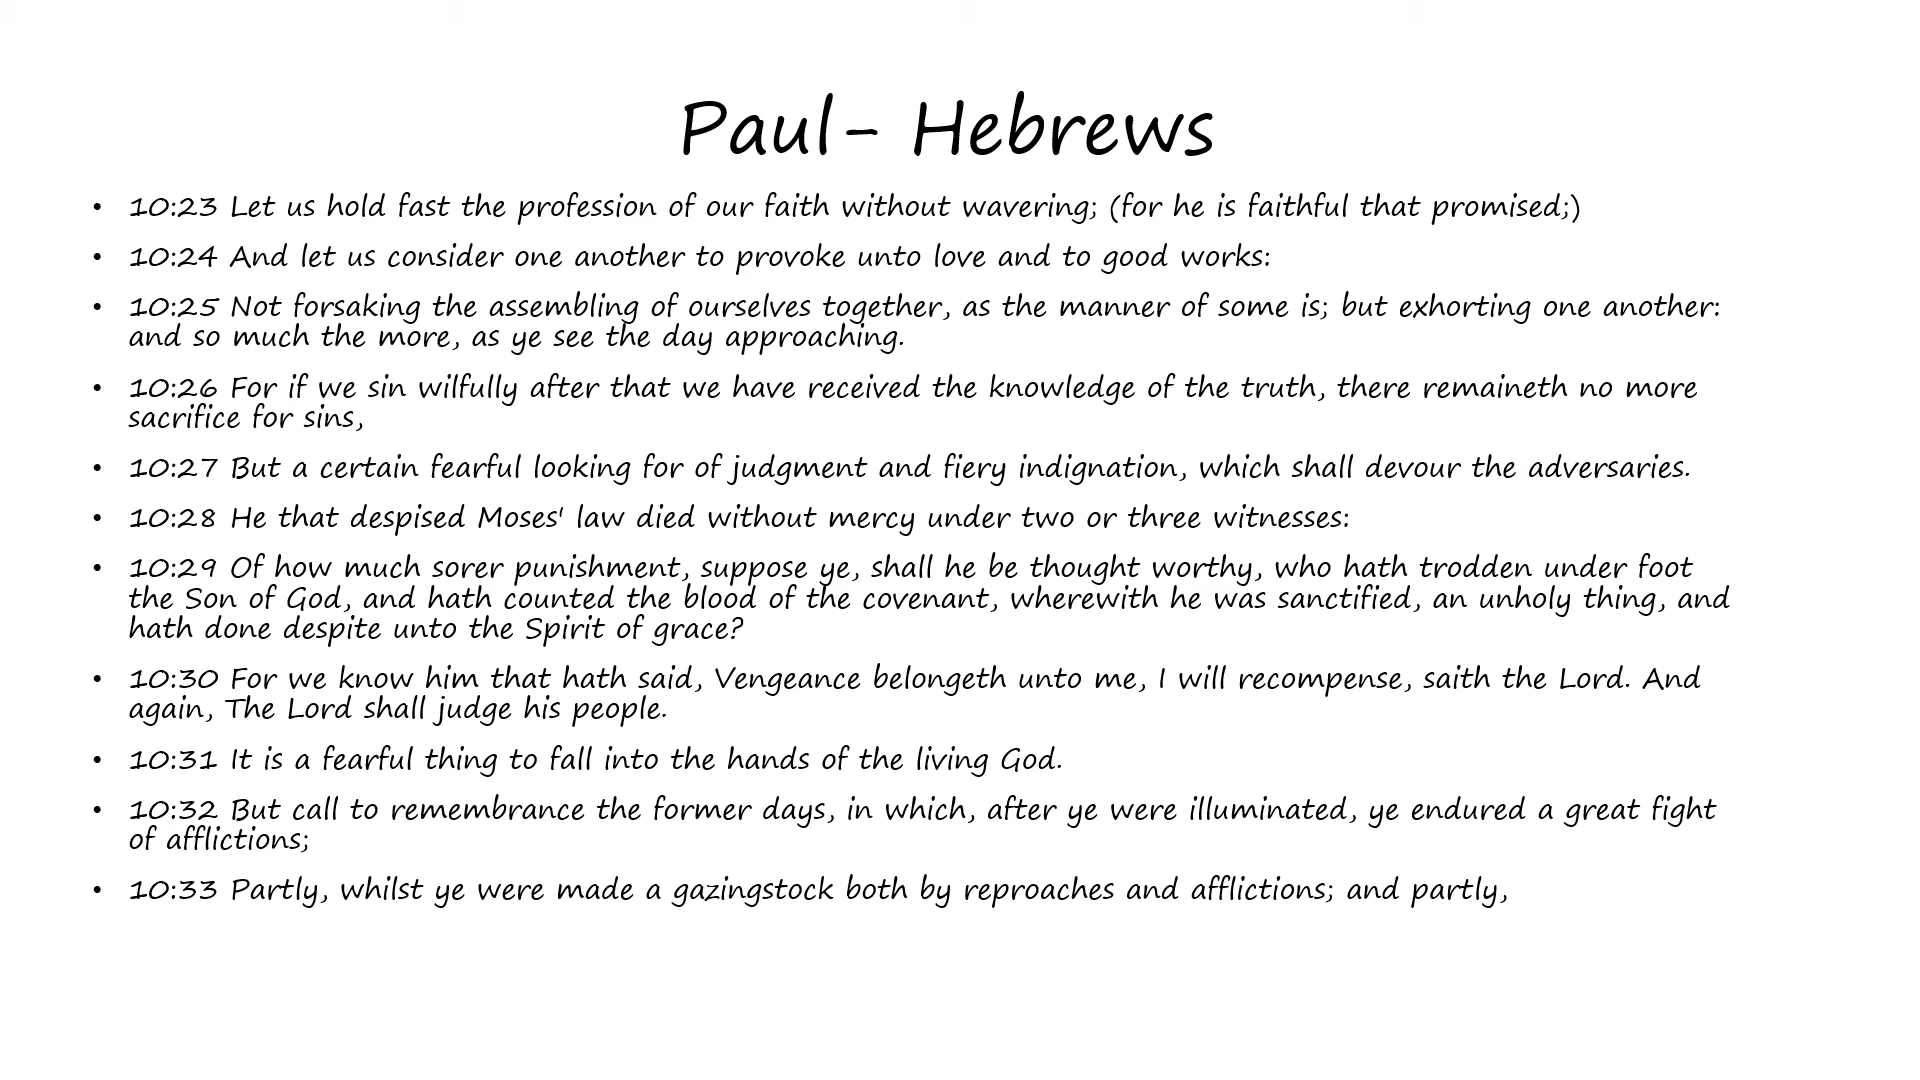 Paul- Hebrews
• 10:23 Let us hold fast the profession of our faith without wavering; (for he is faithful that promised;)
• 10:24 And let us consider one another to provoke unto love and to good works:
• 10:25 Not forsaking the assembling of ourselves together, as the manner of some is; but exhorting one another:
and so much the more, as ye see the day approaching.
• 10:26 For if we sin wilfully after that we have received the knowledge of the truth, there remaineth no more
sacrifice for sins,
• 10:27 But a certain fearful looking for of judgment and fiery indignation, which shall devour the adversaries.
• 10:28 He that despised Moses' law died without mercy under two or three witnesses:
• 10:29 Of how much sorer punishment, suppose ye, shall he be thought worthy, who hath trodden under foot
the Son of God, and hath counted the blood of the covenant, wherewith he was sanctified, an unholy thing, and
hath done despite unto the Spirit of grace?
• 10:30 For we know him that hath said, Vengeance belongeth unto me, I will recompense, saith the Lord. And
again, The Lord shall judge his people.
• 10:31 It is a fearful thing to fall into the hands of the living God.
• 10:32 But call to remembrance the former days, in which, after ye were illuminated, ye endured a great fight
of afflictions;
• 10:33 Partly, whilst ye were made a gazingstock both by reproaches and afflictions; and partly,